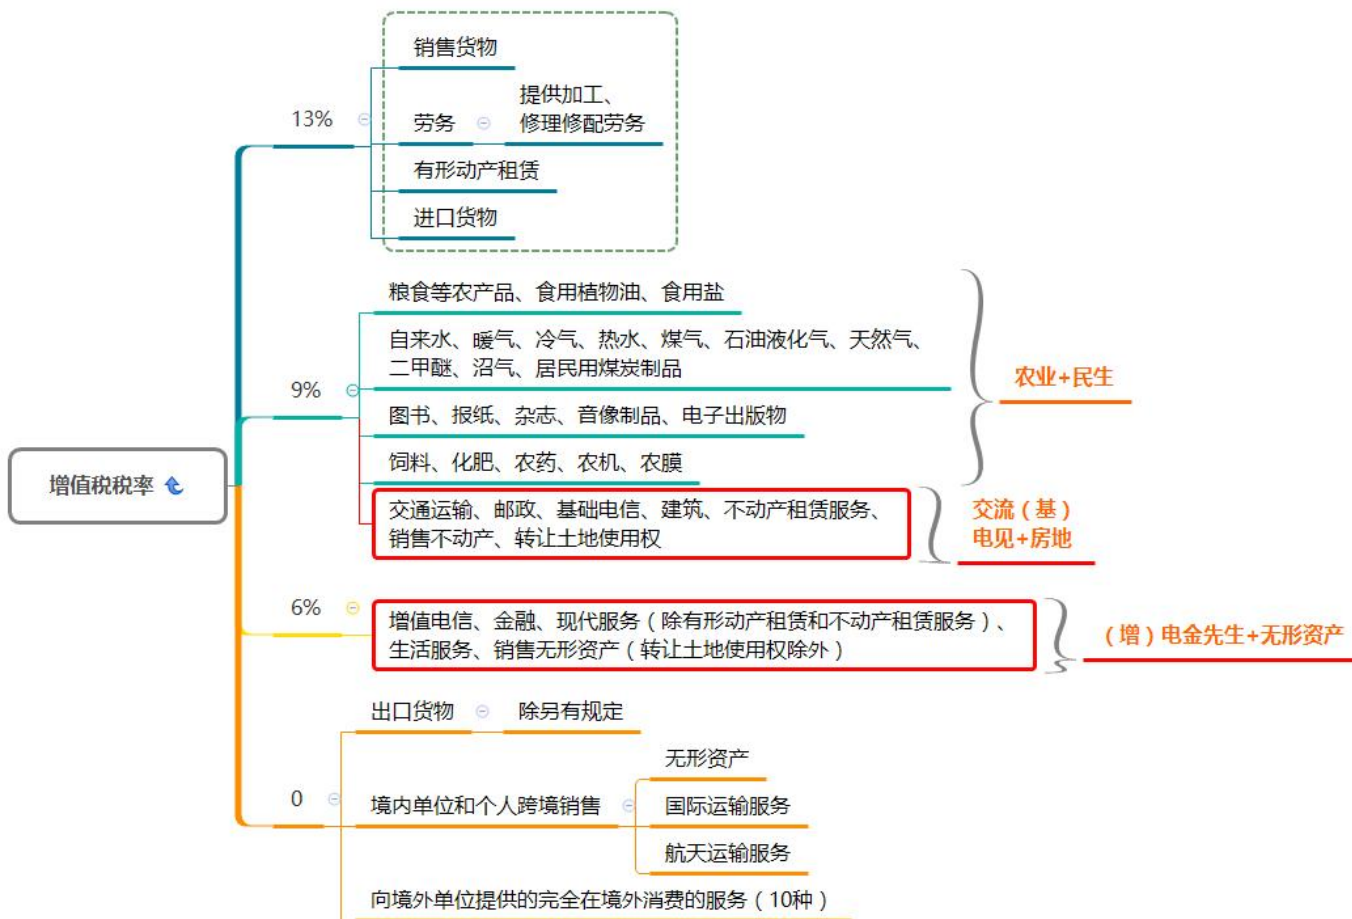 增值税税率
13%
销售货物
劳务
提供加工、
修理修配劳务
有形动产租赁
进口货物
9%
粮食等农产品、食用植物油、食用盐
自来水、暖气、冷气、热水、煤气、石油液化气、天然气、
二甲醚、沼气、居民用煤炭制品
图书、报纸、杂志、音像制品、电子出版物
饲料、化肥、农药、农机、农膜
农业+民生
交通运输、邮政、基础电信、建筑、不动产租赁服务、
销售不动产、转让土地使用权
交流（基）
电见+房地
6%
增值电信、金融、现代服务（除有形动产租赁和不动产租赁服务）、
生活服务、销售无形资产（转让土地使用权除外）
（增）电金先生+无形资产
0
出口货物
除另有规定
境内单位和个人跨境销售
无形资产
国际运输服务
航天运输服务
向境外单位提供的完全在境外消费的服务（10种）